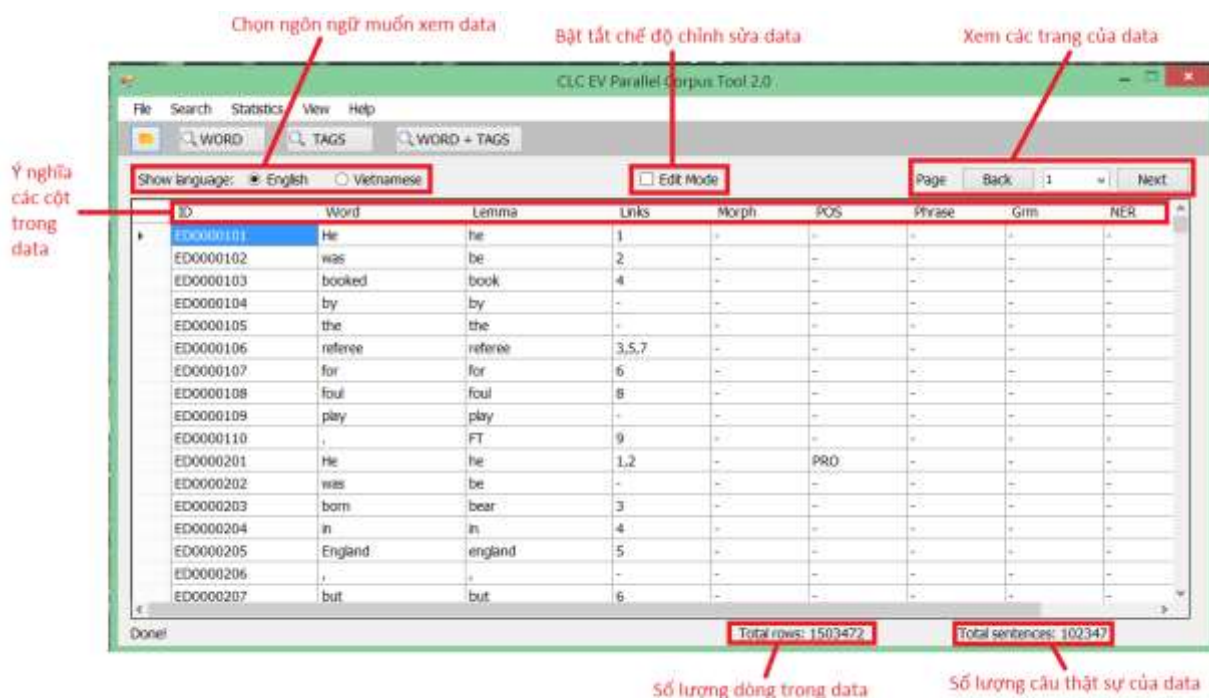 Chọn ngôn ngữ muốn xem data
Bật tắt chế độ chỉnh sửa data
Xem các trang của data
CLC EV Parallel Corpus Tool 2.0
File Search Statistics View Help
WORD TAGS WORD + TAGS
Show language: English Vietnamese Edit Mode Page Back 1 Next
Ý nghĩa
các cột
trong
data
ID Word Lemma Links Morph POS Phrase Grm NER
ED0000101 He he 1 - - - - -
ED0000102 was be 2 - - - - -
ED0000103 booked book 4 - - - - -
ED0000104 by by - - - - - -
ED0000105 the the - - - - - -
ED0000106 referee referee 3,5,7 - - - - -
ED0000107 for for 6 - - - - -
ED0000108 foul foul 8 - - - - -
ED0000109 play play - - - - - -
ED0000110 . FT 9 - - - - -
ED0000201 He he 1,2 - PRO - - -
ED0000202 was be - - - - - -
ED0000203 born bear 3 - - - - -
ED0000204 in in 4 - - - - -
ED0000205 England england 5 - - - - -
ED0000206 , , - - - - - -
ED0000207 but but 6 - - - - -
Done! Total rows: 1503472 Total sentences: 102347
Số lượng dòng trong data
Số lượng câu thật sự của data